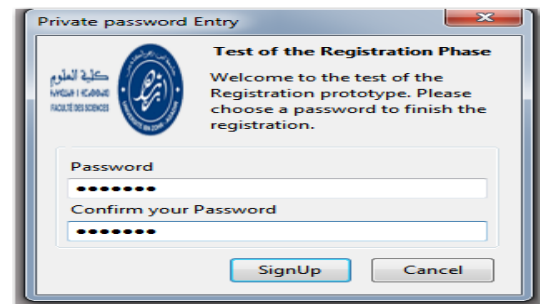 Private password Entry
Test of the Registration Phase
Welcome to the test of the
Registration prototype. Please
choose a password to finish the
registration.
كلية العلوم
FACULTÉ DES SCIENCES
Password
•••••••
Confirm your Password
•••••••
SignUp
Cancel